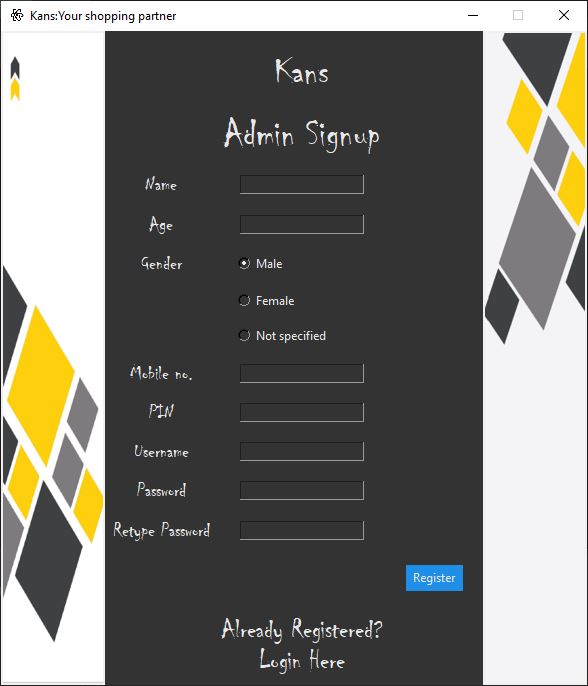 Kans:Your shopping partner
Kans
Admin Signup
Name
Age
Gender
Male
Female
Not specified
Mobile no.
PIN
Username
Password
Retype Password
Register
Already Registered?
Login Here